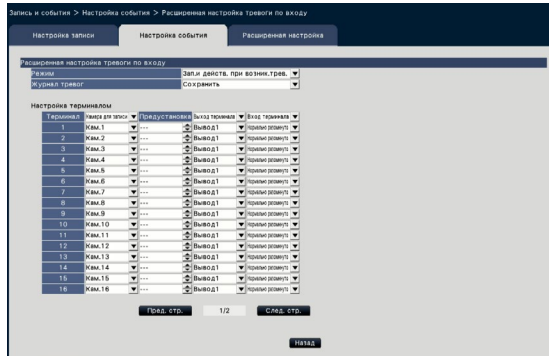 Запись и события > Настройка события > Расширенная настройка тревоги по входу
Настройка записи Настройка события Расширенная настройка
Расширенная настройка тревоги по входу
Режим Зап.и действ. при возник.трев.
Журнал тревог Сохранить
Настройка терминалом
Терминал Камера для записи Предустановка Выход терминала Вход терминала
1 Кам.1 --- Вывод1 Нормально разомкнуто
2 Кам.2 --- Вывод1 Нормально разомкнуто
3 Кам.3 --- Вывод1 Нормально разомкнуто
4 Кам.4 --- Вывод1 Нормально разомкнуто
5 Кам.5 --- Вывод1 Нормально разомкнуто
6 Кам.6 --- Вывод1 Нормально разомкнуто
7 Кам.7 --- Вывод1 Нормально разомкнуто
8 Кам.8 --- Вывод1 Нормально разомкнуто
9 Кам.9 --- Вывод1 Нормально разомкнуто
10 Кам.10 --- Вывод1 Нормально разомкнуто
11 Кам.11 --- Вывод1 Нормально разомкнуто
12 Кам.12 --- Вывод1 Нормально разомкнуто
13 Кам.13 --- Вывод1 Нормально разомкнуто
14 Кам.14 --- Вывод1 Нормально разомкнуто
15 Кам.15 --- Вывод1 Нормально разомкнуто
16 Кам.16 --- Вывод1 Нормально разомкнуто
Пред. стр. 1/2 След. стр.
Назад